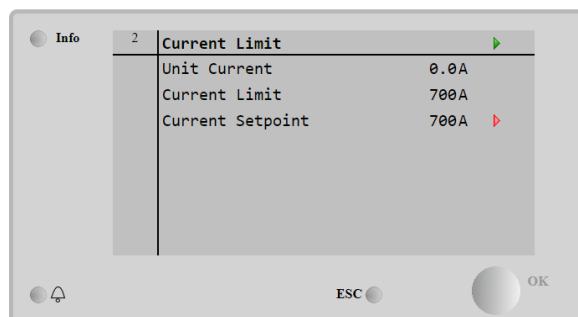 Info
2 Current Limit
Unit Current 0.0A
Current Limit 700A
Current Setpoint 700A
ESC
OK